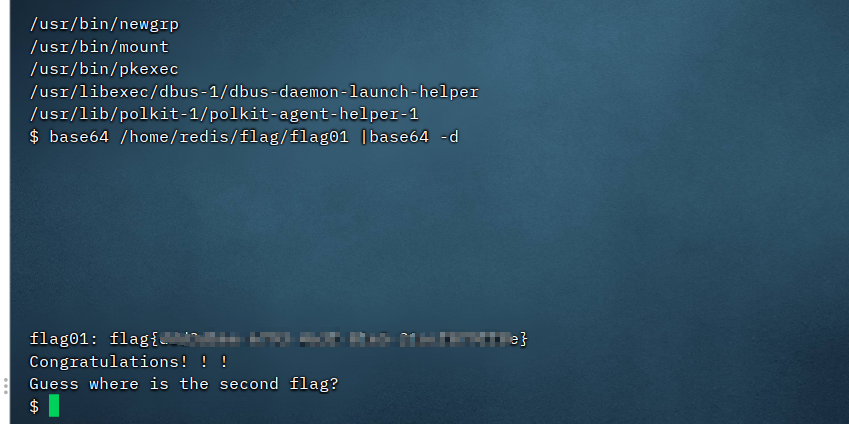 /usr/bin/newgrp
/usr/bin/mount
/usr/bin/pkexec
/usr/libexec/dbus-1/dbus-daemon-launch-helper
/usr/lib/polkit-1/polkit-agent-helper-1
$ base64 /home/redis/flag/flag01 |base64 -d
flag01: flag{ e}
Congratulations! ! !
Guess where is the second flag?
$